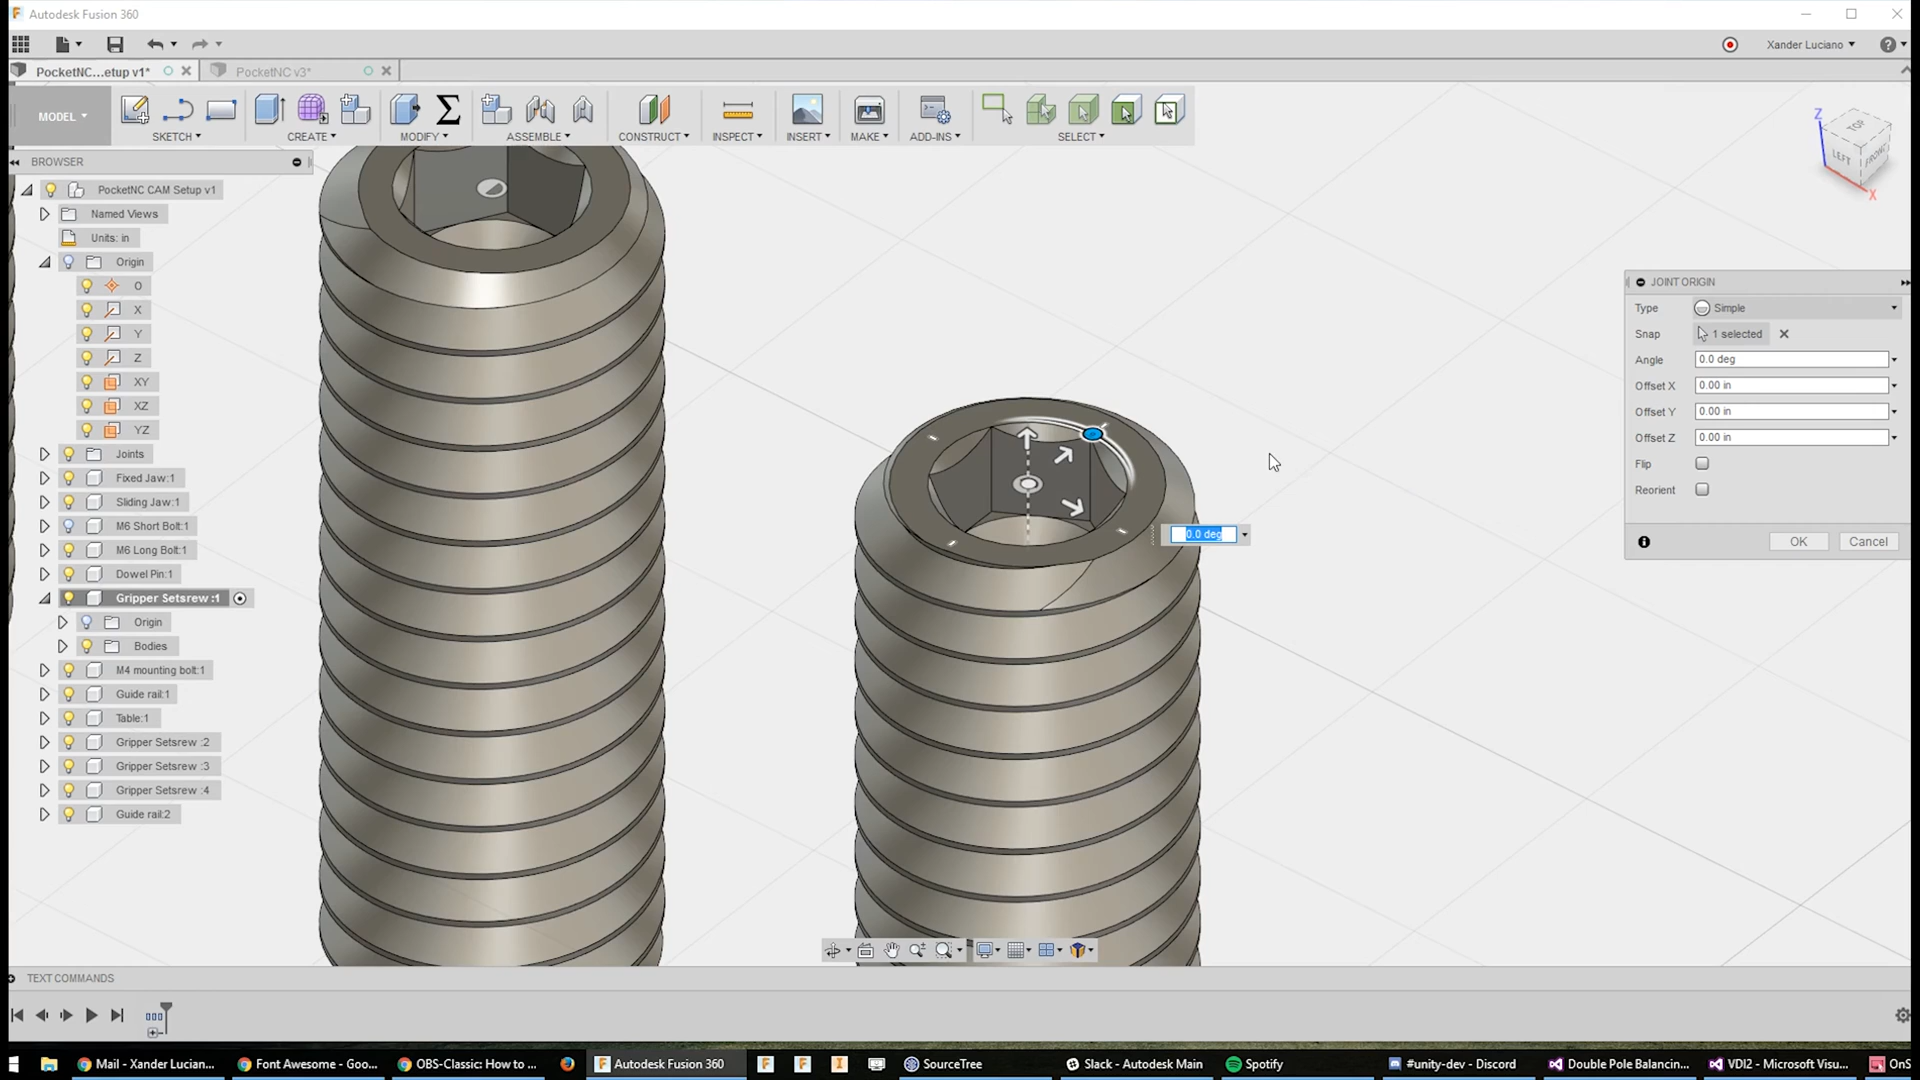 Autodesk Fusion 360
Xander Luciano
PocketNC...etup v1*
PocketNC v3*
MODEL
SKETCH
CREATE
MODIFY
ASSEMBLE
CONSTRUCT
INSPECT
INSERT
MAKE
ADD-INS
SELECT
BROWSER
PocketNC CAM Setup v1
Named Views
Units: in
Origin
O
X
Y
Z
XY
XZ
YZ
Joints
Fixed Jaw:1
Sliding Jaw:1
M6 Short Bolt:1
M6 Long Bolt:1
Dowel Pin:1
Gripper Setsrew :1
Origin
Bodies
M4 mounting bolt:1
Guide rail:1
Table:1
Gripper Setsrew :2
Gripper Setsrew :3
Gripper Setsrew :4
Guide rail:2
Z
TOP
LEFT
FRONT
X
JOINT ORIGIN
Type Simple
Snap 1 selected
Angle 0.0 deg
Offset X 0.00 in
Offset Y 0.00 in
Offset Z 0.00 in
Flip
Reorient
OK Cancel
0.0 deg
TEXT COMMANDS
Mail - Xander Lucian...
Font Awesome - Goo...
OBS-Classic: How to ...
Autodesk Fusion 360
SourceTree
Slack - Autodesk Main
Spotify
#unity-dev - Discord
Double Pole Balancin...
VDI2 - Microsoft Visu...
OnS